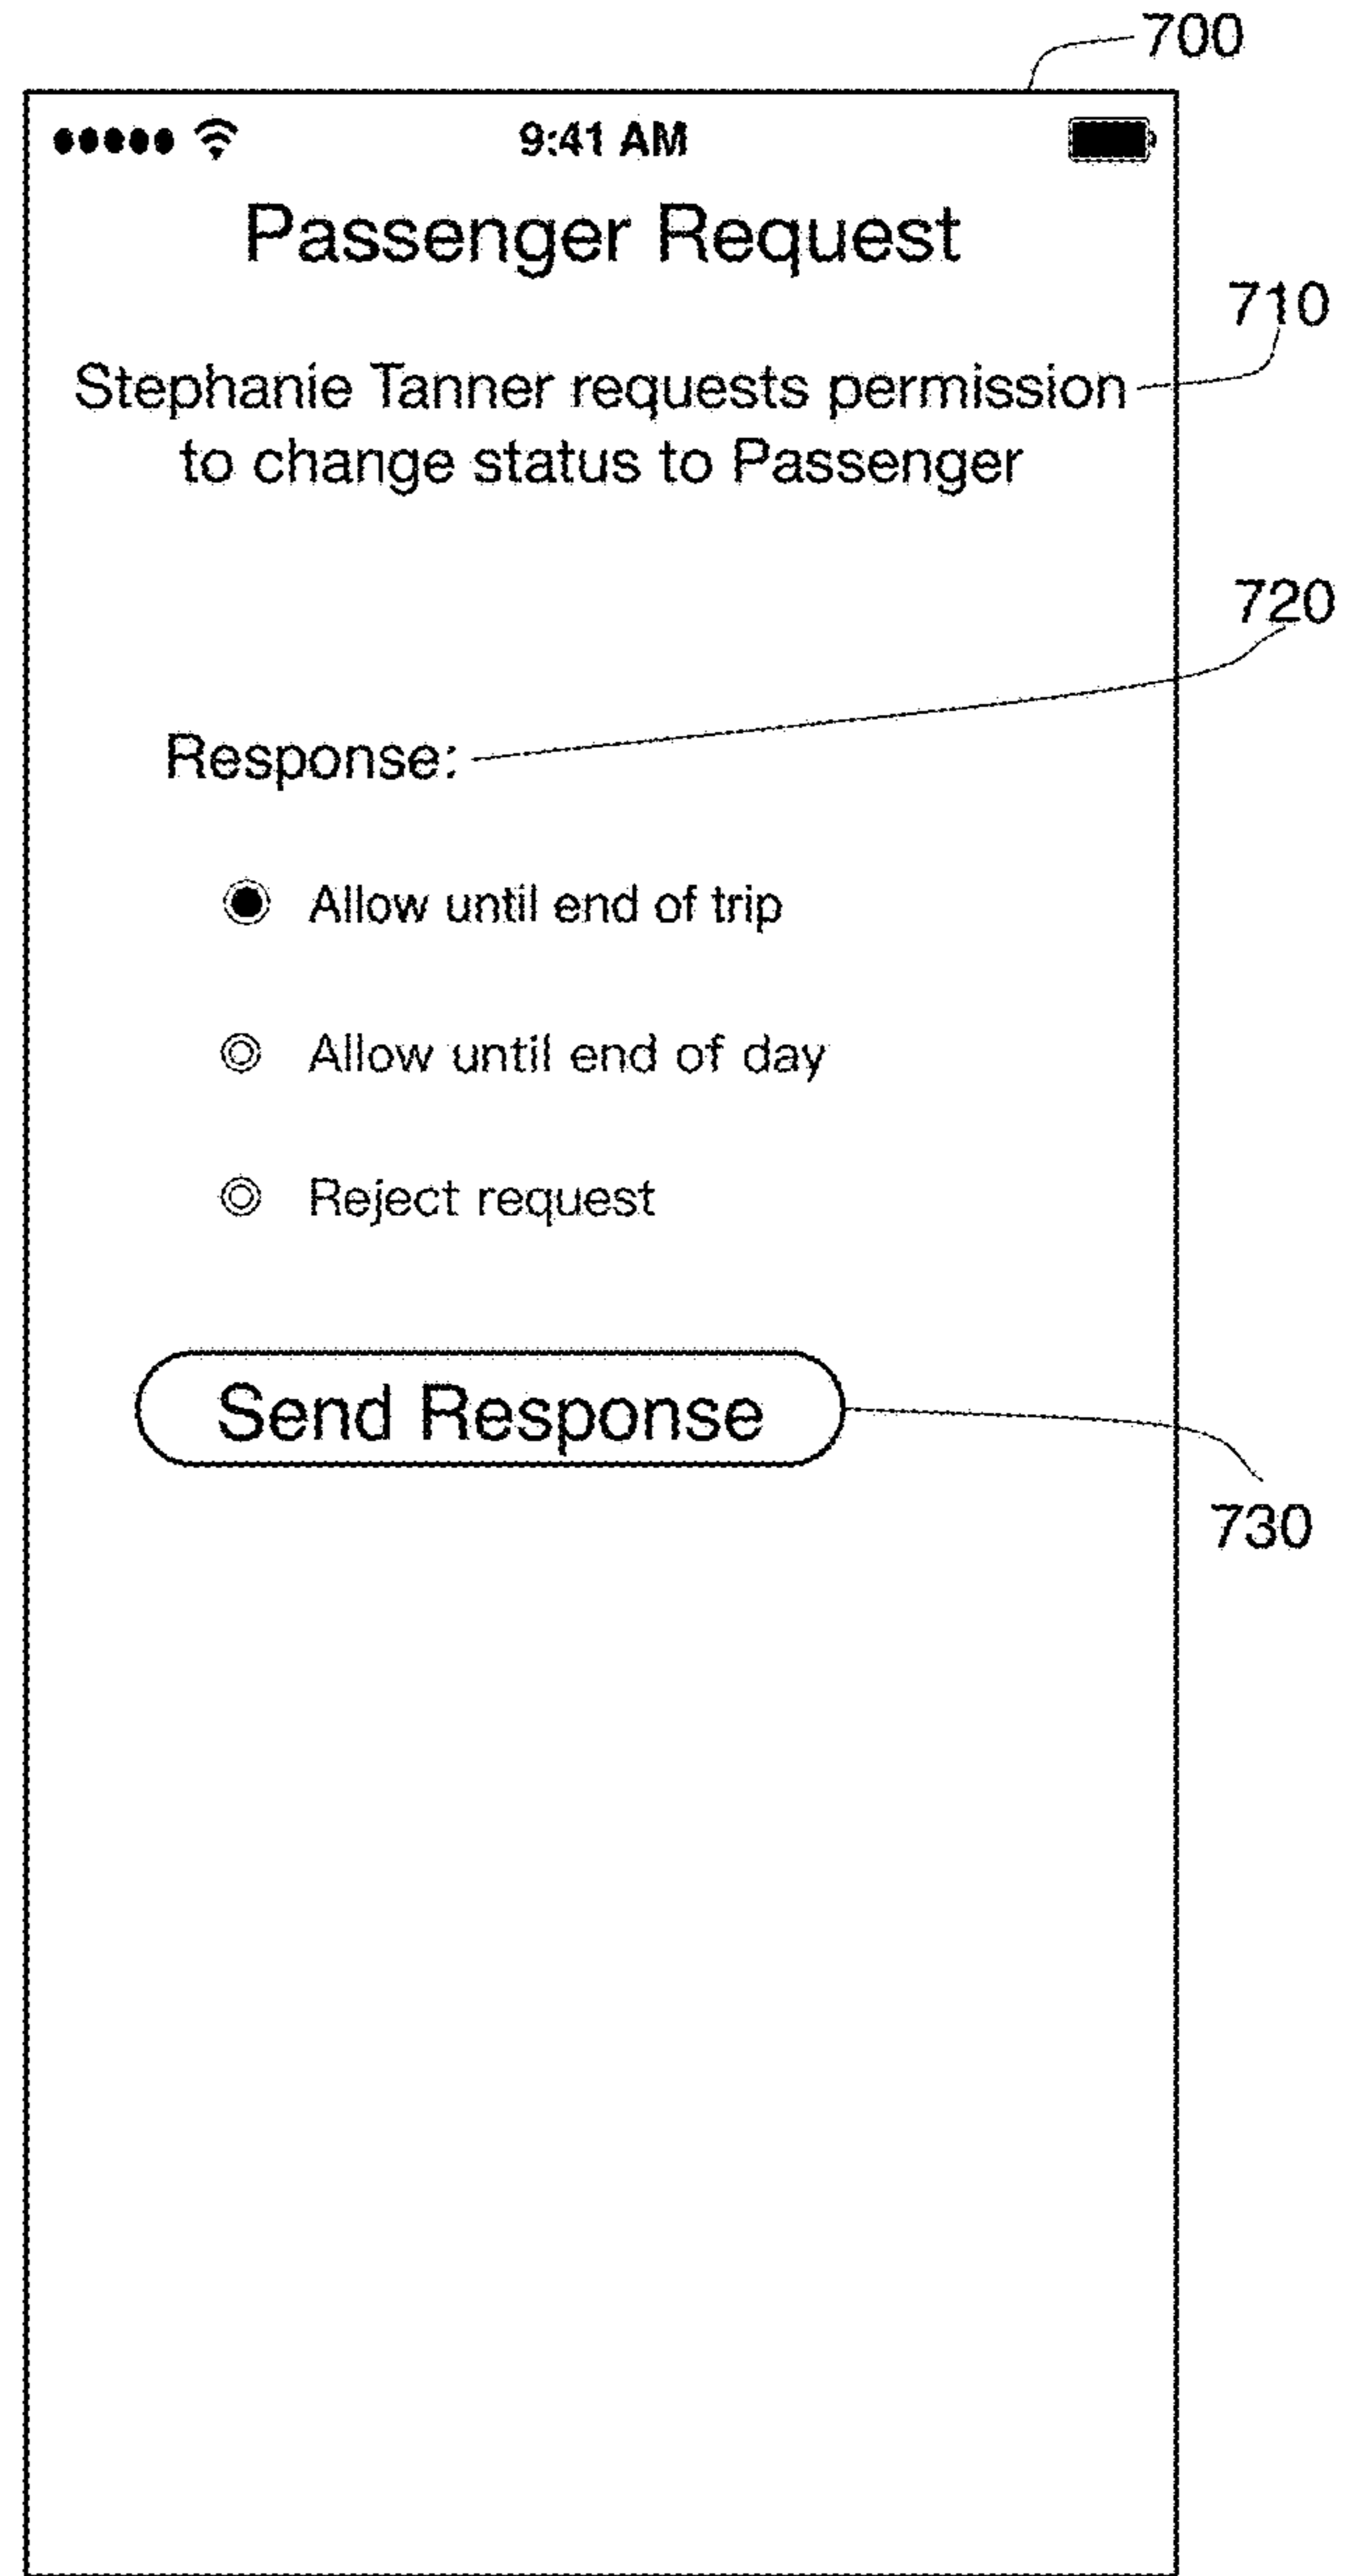 700
9:41 AM
Passenger Request
710
Stephanie Tanner requests permission
to change status to Passenger
720
Response:
Allow until end of trip
Allow until end of day
Reject request
Send Response
730